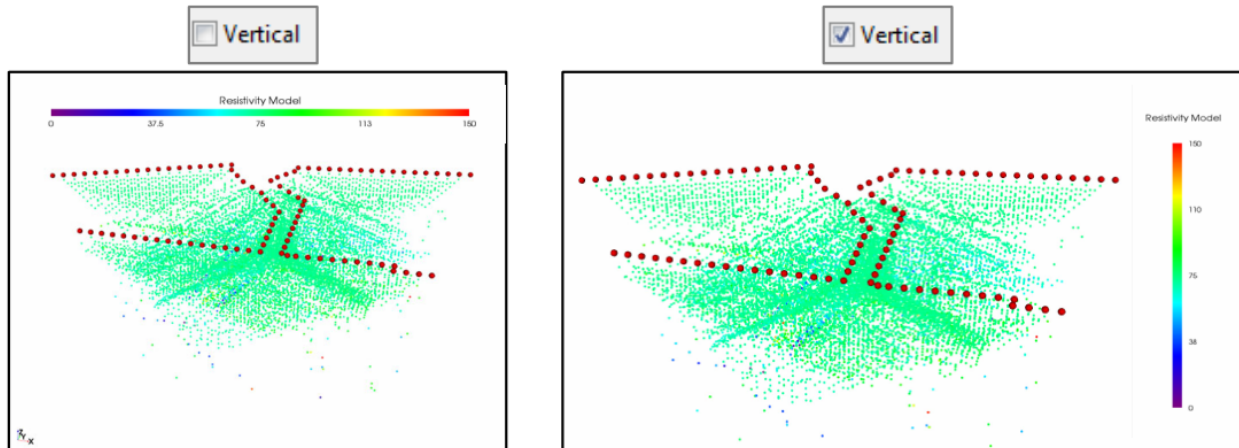 Vertical
Vertical
Resistivity Model
0 37.5 75 113 150
Resistivity Model
150
110
75
38
0
X